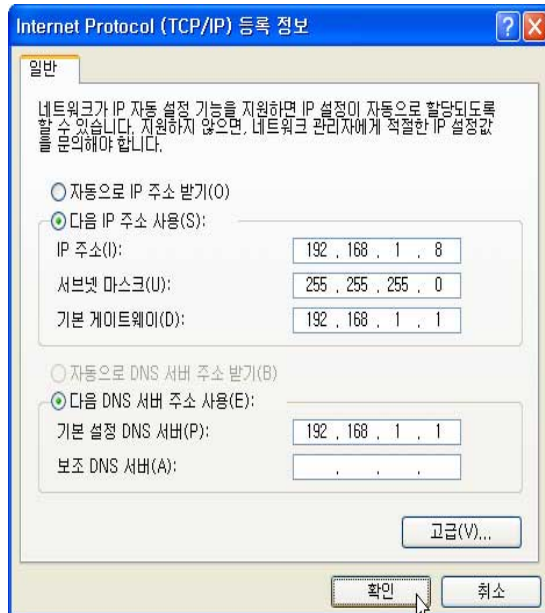 Internet Protocol (TCP/IP) 등록 정보
일반
네트워크가 IP 자동 설정 기능을 지원하면 IP 설정이 자동으로 할당되도록
할 수 있습니다. 지원하지 않으면, 네트워크 관리자에게 적절한 IP 설정값
을 문의해야 합니다.
자동으로 IP 주소 받기(O)
다음 IP 주소 사용(S):
IP 주소(I): 192 . 168 . 1 . 8
서브넷 마스크(U): 255 . 255 . 255 . 0
기본 게이트웨이(D): 192 . 168 . 1 . 1
자동으로 DNS 서버 주소 받기(B)
다음 DNS 서버 주소 사용(E):
기본 설정 DNS 서버(P): 192 . 168 . 1 . 1
보조 DNS 서버(A): . . .
고급(V)...
확인 취소